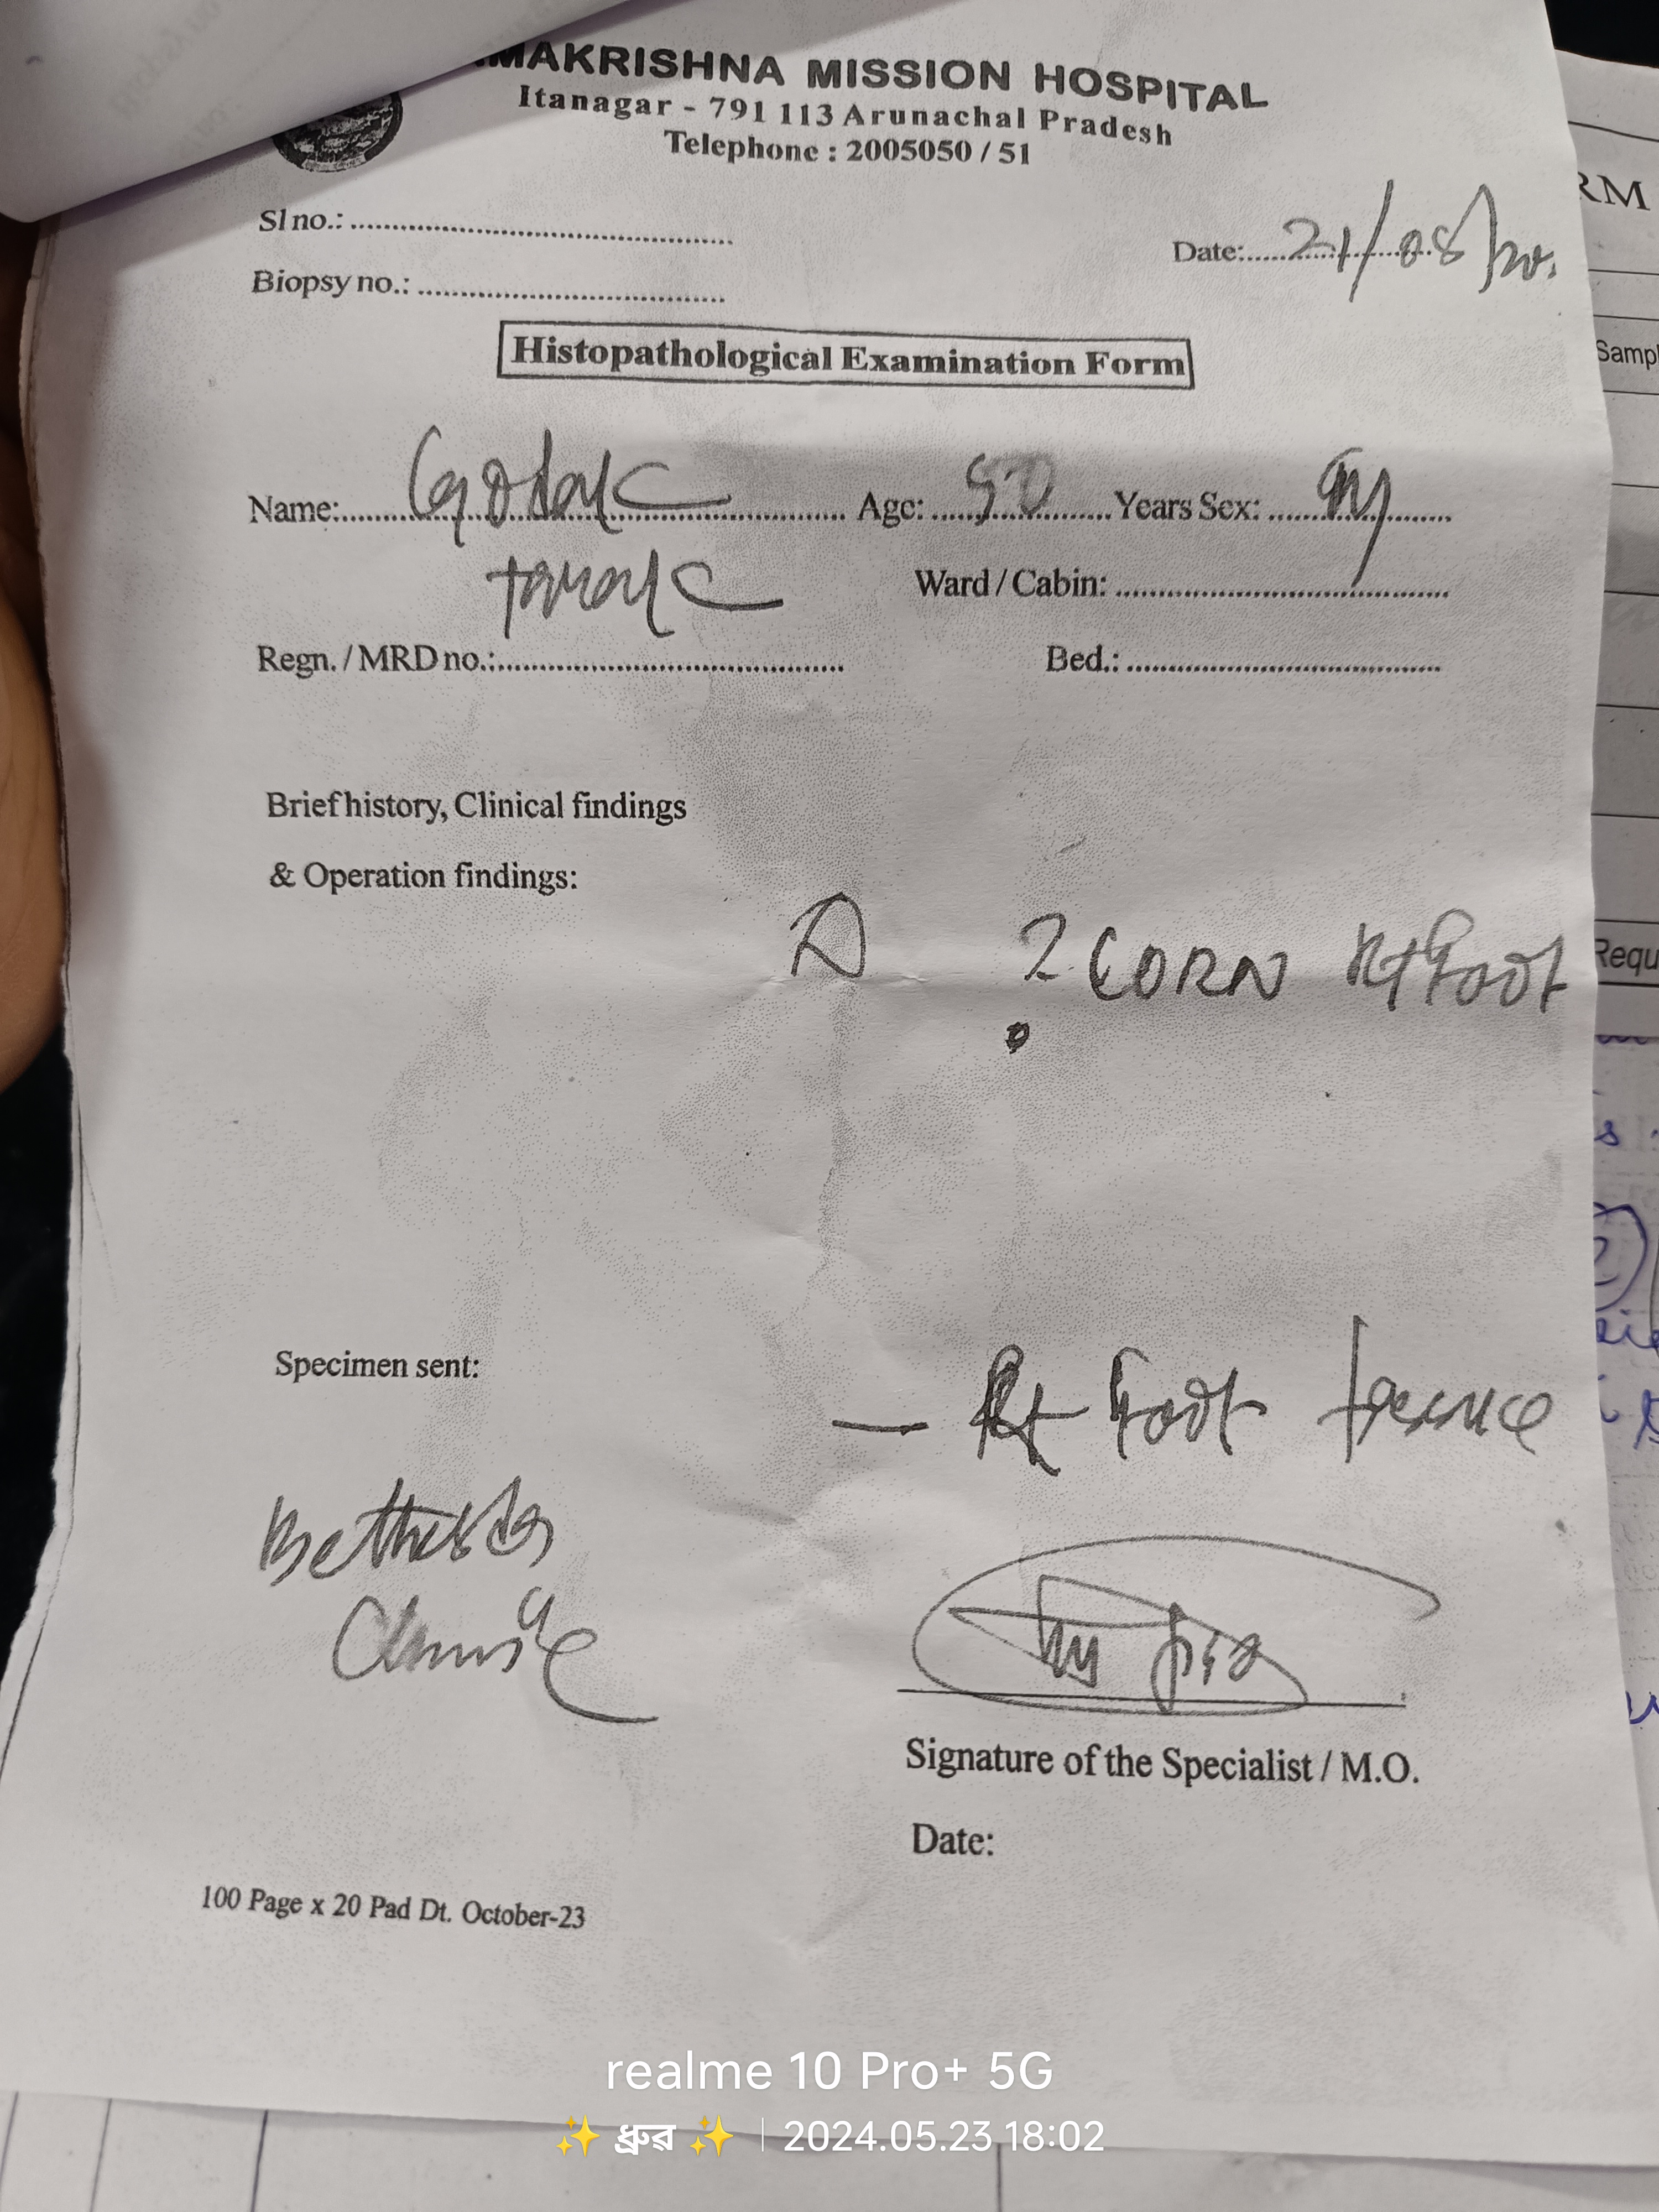 MAKRISHNA MISSION HOSPITAL
Itanagar - 791 113 Arunachal Pradesh
Telephone : 2005050 / 51
Sl no.:
Date: 21/08/20.
Biopsy no.:
Histopathological Examination Form
Name: Age: 50 Years Sex: M
Ward / Cabin:
Regn. / MRD no.: Bed.:
Brief history, Clinical findings
& Operation findings:
? CORN Rt Foot
Specimen sent:
— Rt Foot tissue
Bethesda
Clinic
Signature of the Specialist / M.O.
Date:
100 Page x 20 Pad Dt. October-23
RM
Sampl
Requ
realme 10 Pro+ 5G
✨ ধ্ৰুৱ ✨ | 2024.05.23 18:02